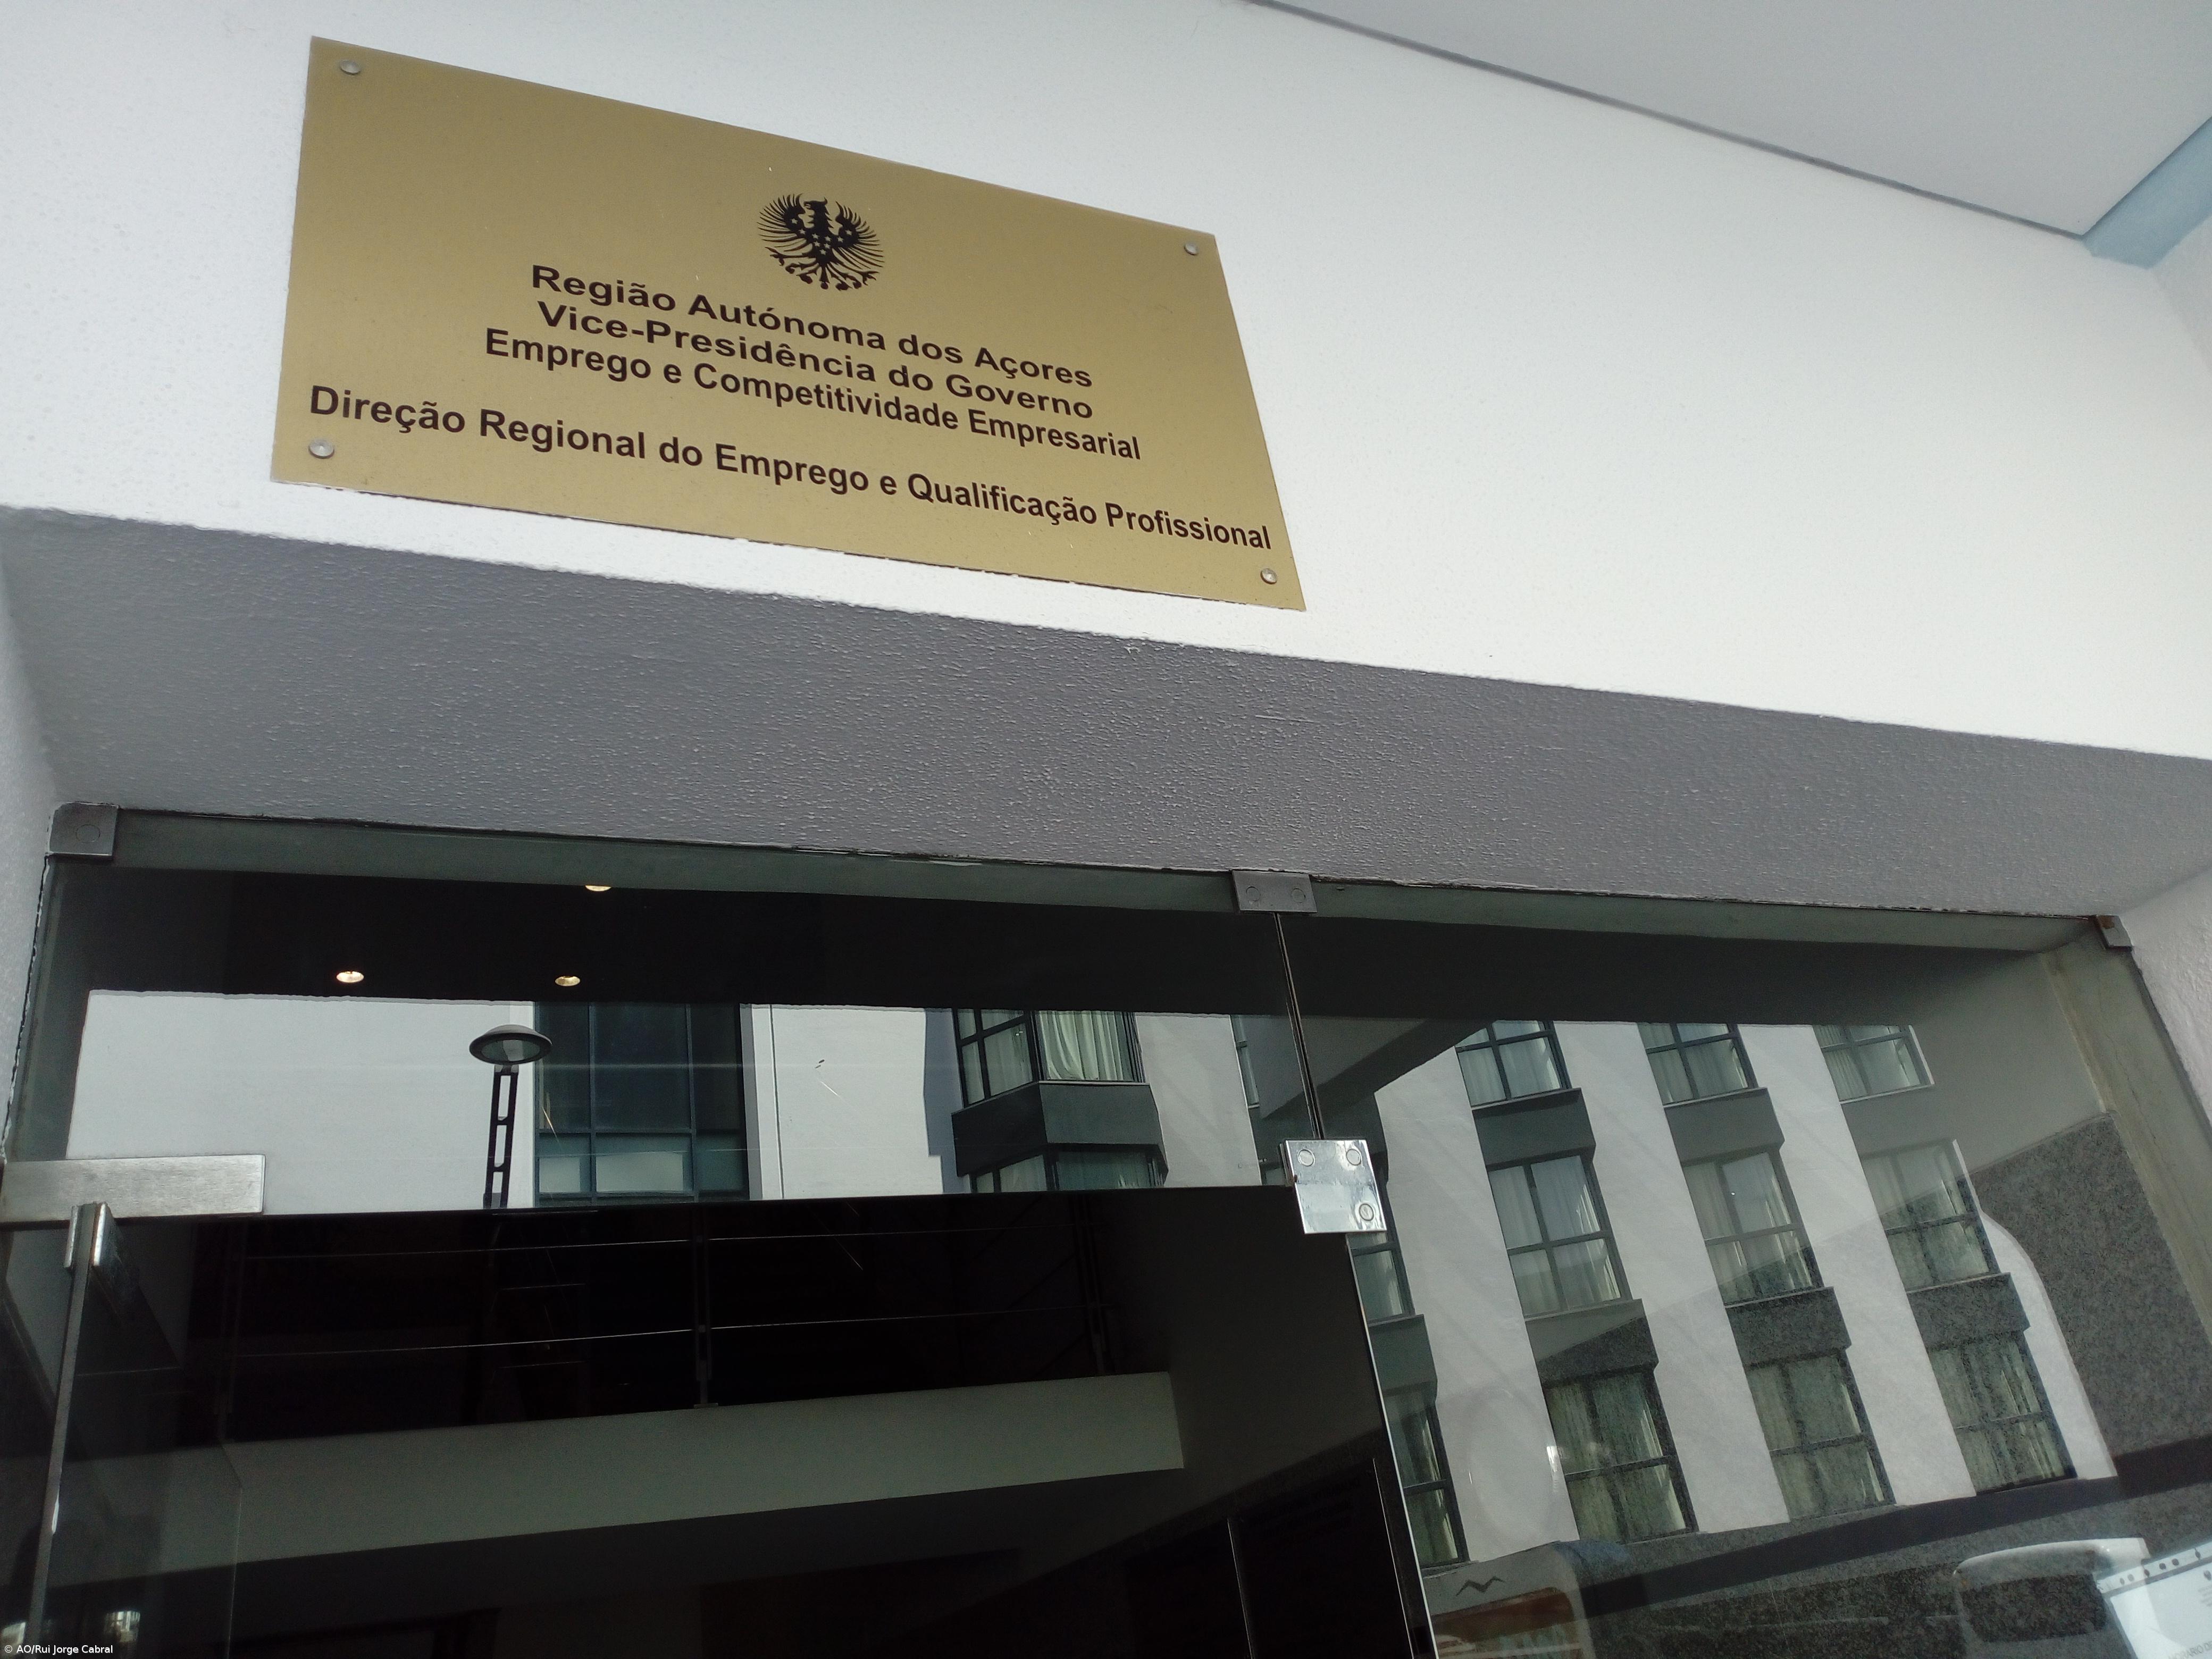 Região Autónoma dos Açores
Vice-Presidência do Governo
Emprego e Competitividade Empresarial
Direção Regional do Emprego e Qualificação Profissional
© AO/Rui Jorge Cabral